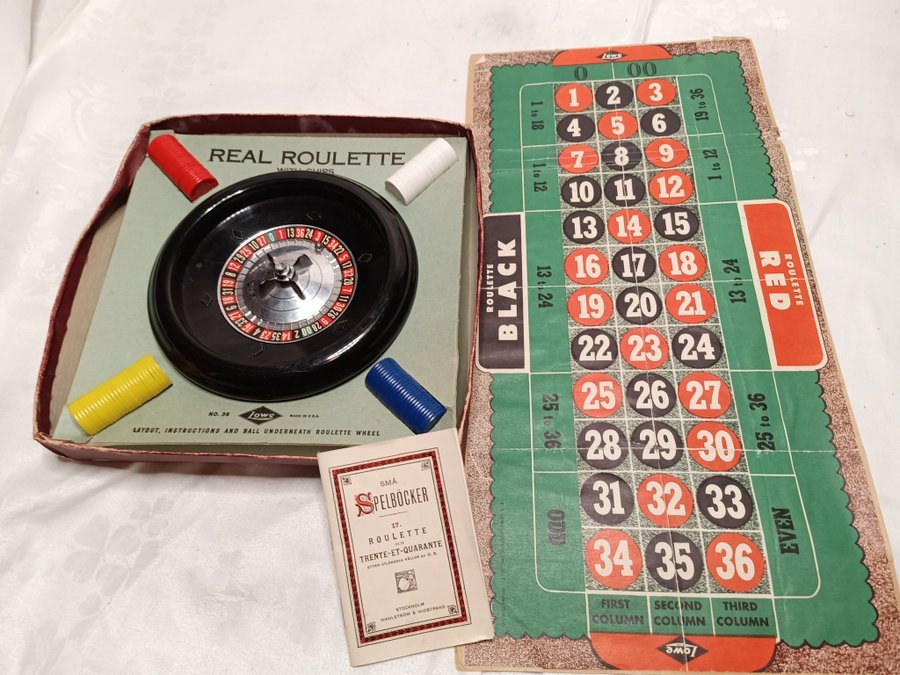 REAL ROULETTE
WITH CHIPS
NO. 36 Lowe MADE IN U.S.A.
LAYOUT, INSTRUCTIONS AND BALL UNDERNEATH ROULETTE WHEEL
SMÅ
SPELBÖCKER
17.
ROULETTE
TRENTE-ET-QUARANTE
EFTER UTLÄNDSKA KÄLLOR AF O. S.
STOCKHOLM
WAHLSTRÖM & WIDSTRAND
Lowe
0 00
1 2 3
4 5 6
7 8 9
10 11 12
13 14 15
16 17 18
19 20 21
22 23 24
25 26 27
28 29 30
31 32 33
34 35 36
1 to 18
19 to 36
1 to 12
1 to 12
ROULETTE
BLACK
13 to 24
13 to 24
ROULETTE
RED
25 to 36
25 to 36
ODD
EVEN
FIRST COLUMN
SECOND COLUMN
THIRD COLUMN
Lowe